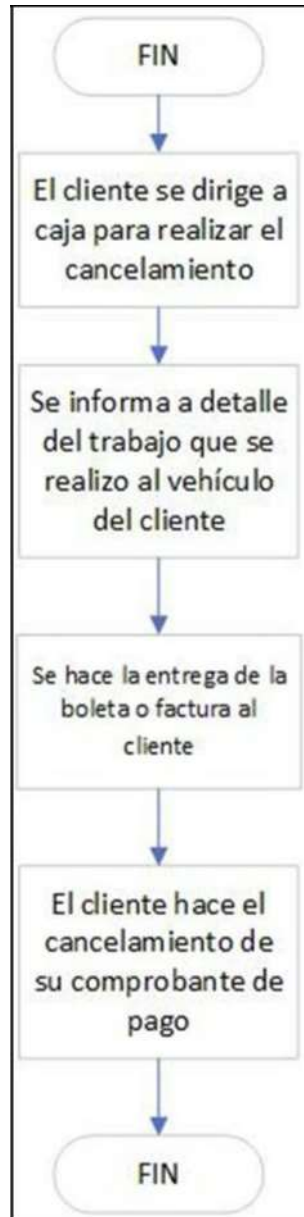 FIN
El cliente se dirige a
caja para realizar el
cancelamiento
Se informa a detalle
del trabajo que se
realizo al vehículo
del cliente
Se hace la entrega de la
boleta o factura al
cliente
El cliente hace el
cancelamiento de
su comprobante de
pago
FIN